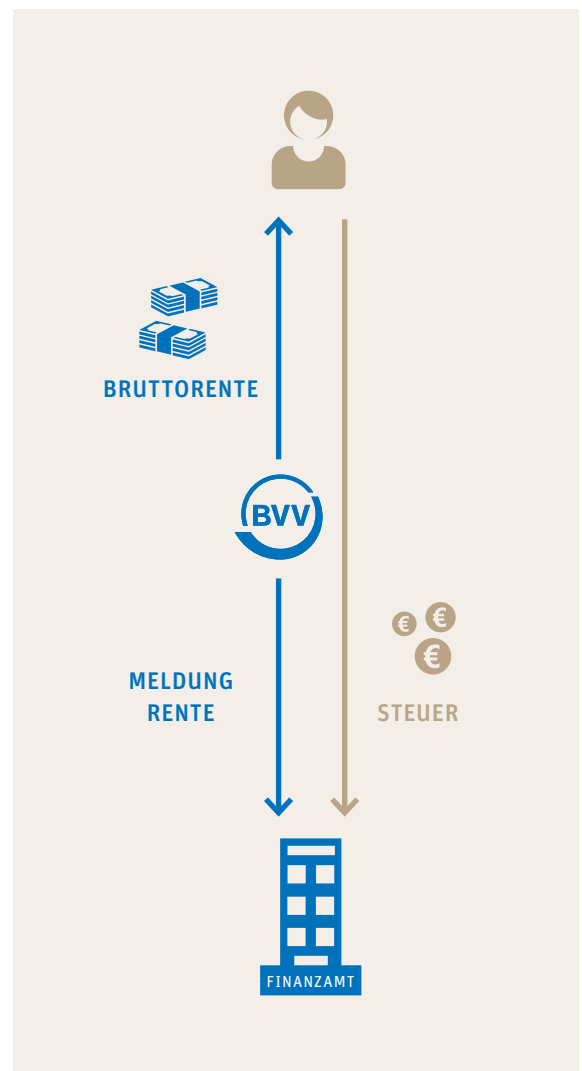 BRUTTORENTE
BVV
MELDUNG
RENTE
€ € €
STEUER
FINANZAMT